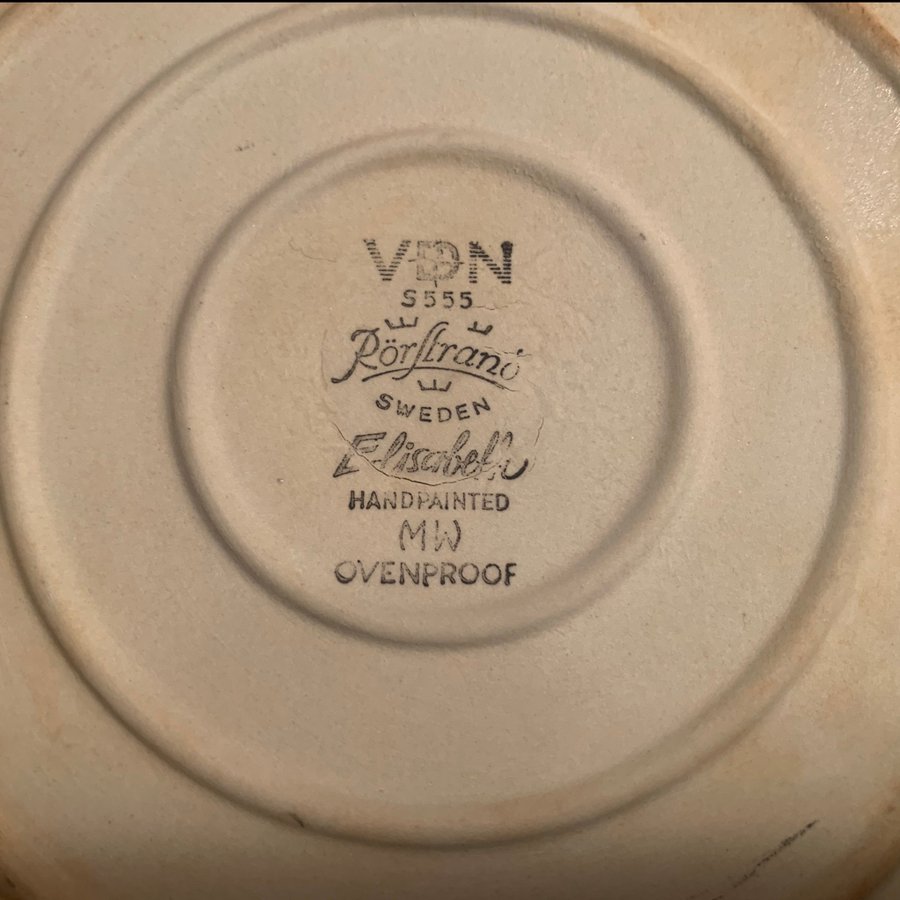 VDN
S555
Rörstrand
SWEDEN
Elisabeth
HANDPAINTED
MW
OVENPROOF